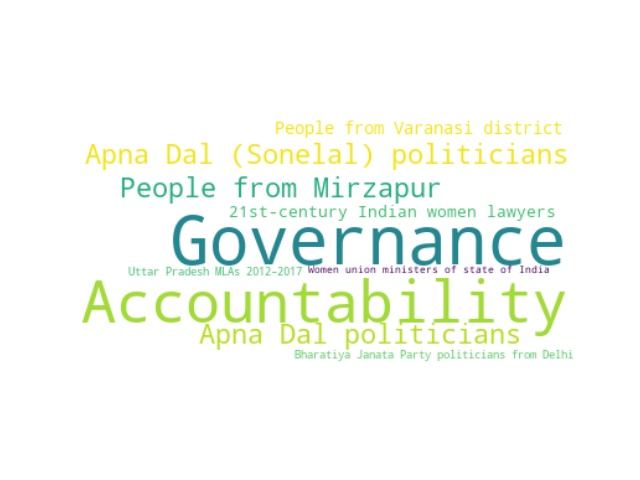 People from Varanasi district
Apna Dal (Sonelal) politicians
People from Mirzapur
21st-century Indian women lawyers
Governance
Uttar Pradesh MLAs 2012–2017
Women union ministers of state of India
Accountability
Apna Dal politicians
Bharatiya Janata Party politicians from Delhi